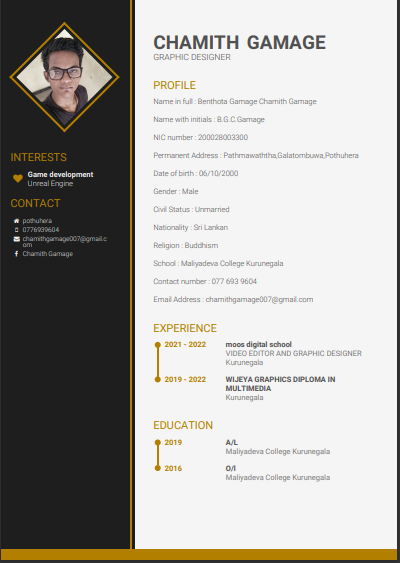 CHAMITH GAMAGE
GRAPHIC DESIGNER
PROFILE
Name in full : Benthota Gamage Chamith Gamage
Name with initials : B.G.C.Gamage
NIC number : 200028003300
Permanent Address : Pathmawaththa,Galatombuwa,Pothuhera
Date of birth : 06/10/2000
Gender : Male
Civil Status : Unmarried
Nationality : Sri Lankan
Religion : Buddhism
School : Maliyadeva College Kurunegala
Contact number : 077 693 9604
Email Address : chamithgamage007@gmail.com
EXPERIENCE
2021 - 2022 moos digital school
VIDEO EDITOR AND GRAPHIC DESIGNER
Kurunegala
2019 - 2022 WIJEYA GRAPHICS DIPLOMA IN
MULTIMEDIA
Kurunegala
EDUCATION
2019 A/L
Maliyadeva College Kurunegala
2016 O/l
Maliyadeva College Kurunegala
INTERESTS
Game development
Unreal Engine
CONTACT
pothuhera
0776939604
chamithgamage007@gmail.c
om
Chamith Gamage